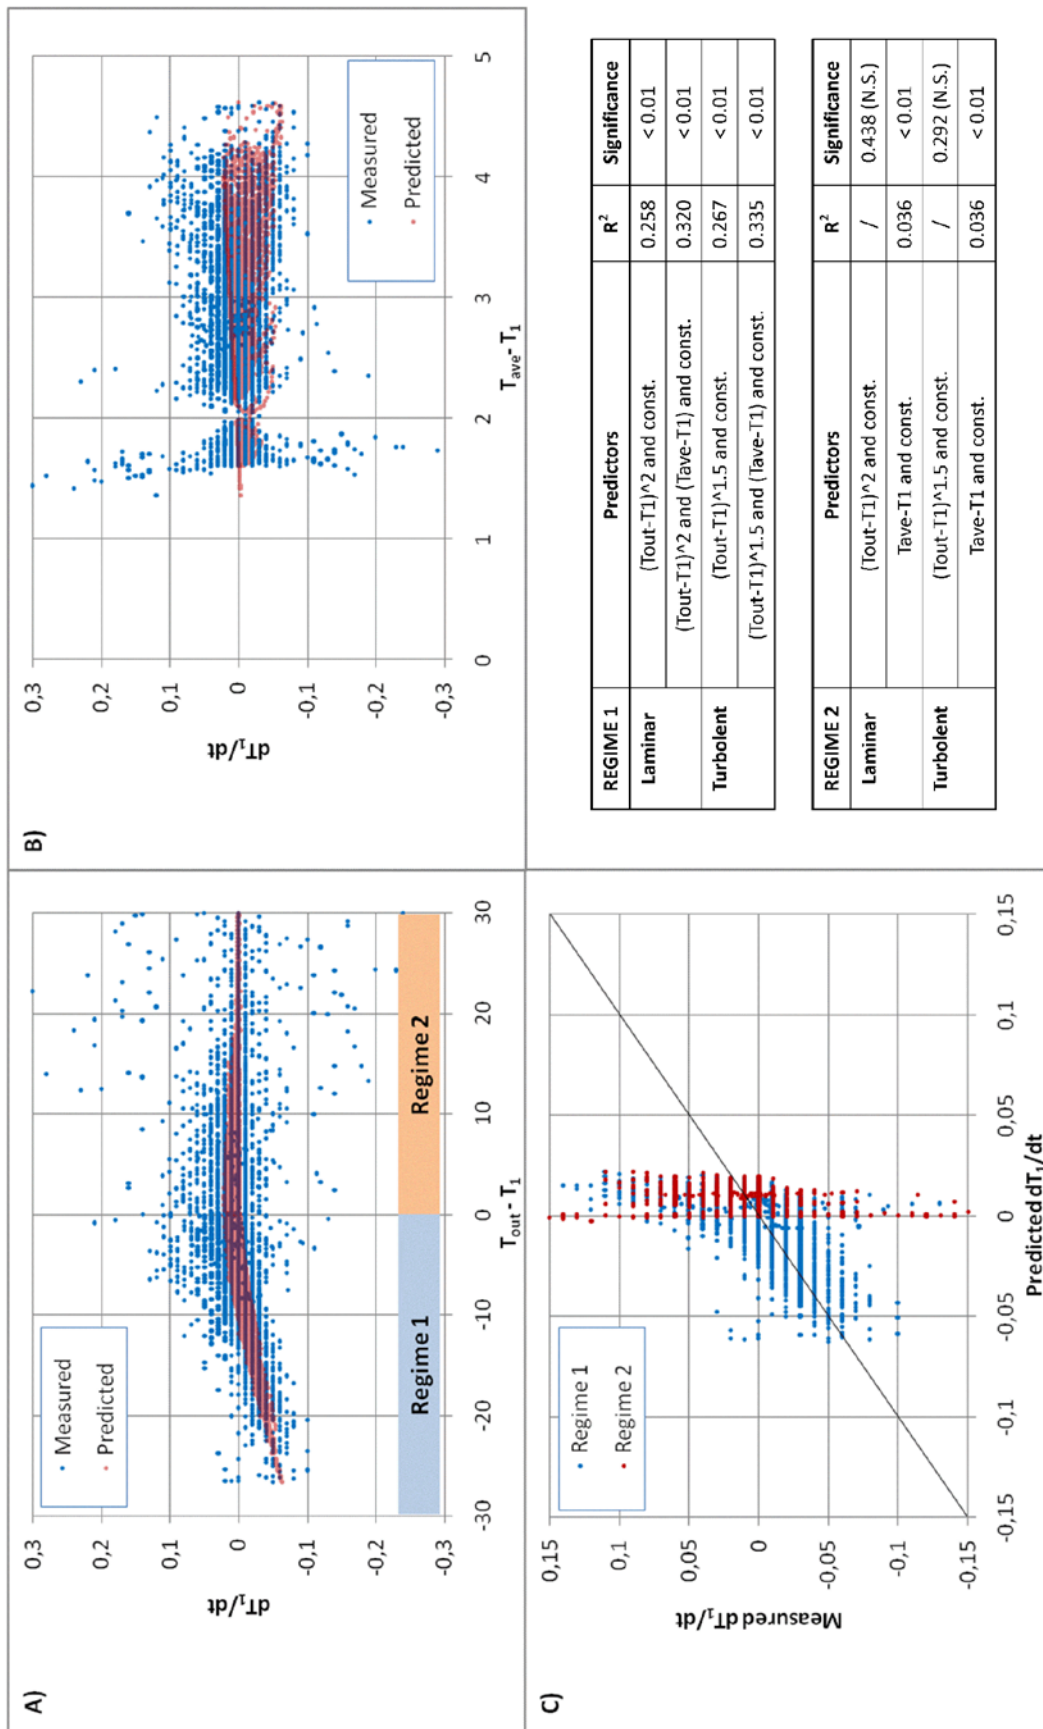 A)
0,3
0,2
0,1
0
-0,1
-0,2
-0,3
dT1/dt
-30
-20
-10
0
10
20
30
Tout - T1
Measured
Predicted
Regime 1
Regime 2
B)
0,3
0,2
0,1
0
-0,1
-0,2
-0,3
dT1/dt
0
1
2
3
4
5
Tave- T1
Measured
Predicted
C)
0,15
0,1
0,05
0
-0,05
-0,1
-0,15
Measured dT1/dt
-0,15
-0,1
-0,05
0
0,05
0,1
0,15
Predicted dT1/dt
Regime 1
Regime 2
REGIME 1 Predictors R² Significance
Laminar (Tout-T1)^2 and const. 0.258 < 0.01
(Tout-T1)^2 and (Tave-T1) and const. 0.320 < 0.01
Turbolent (Tout-T1)^1.5 and const. 0.267 < 0.01
(Tout-T1)^1.5 and (Tave-T1) and const. 0.335 < 0.01
REGIME 2 Predictors R² Significance
Laminar (Tout-T1)^2 and const. / 0.438 (N.S.)
Tave-T1 and const. 0.036 < 0.01
Turbolent (Tout-T1)^1.5 and const. / 0.292 (N.S.)
Tave-T1 and const. 0.036 < 0.01